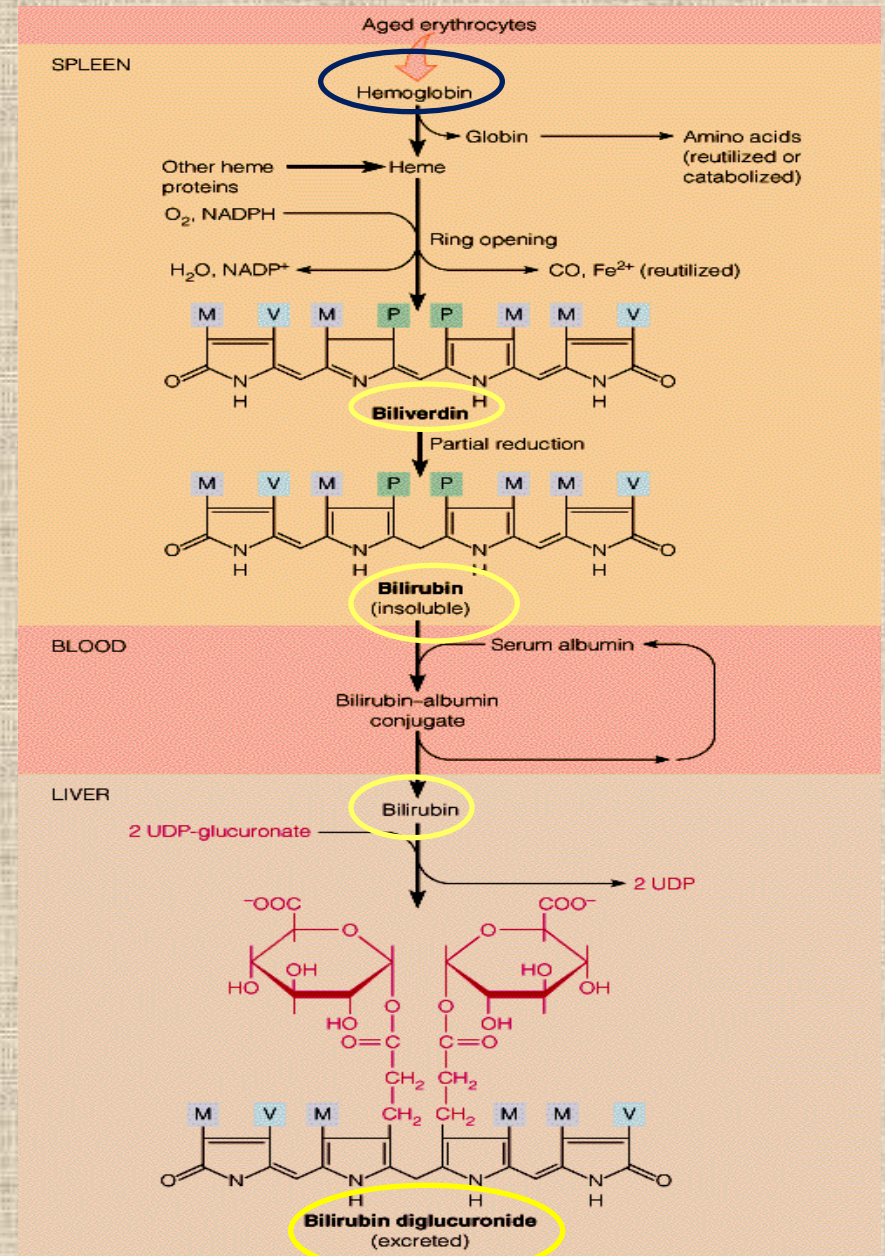 Aged erythrocytes
SPLEEN
Hemoglobin
Globin
Amino acids
(reutilized or
catabolized)
Other heme
proteins
Heme
O₂, NADPH
Ring opening
H₂O, NADP⁺
CO, Fe²⁺ (reutilized)
M V M P P M M V
O N N N N O
H H H
Biliverdin
Partial reduction
M V M P P M M V
O N N N N O
H H H H
Bilirubin
(insoluble)
BLOOD
Serum albumin
Bilirubin–albumin
conjugate
LIVER
Bilirubin
2 UDP-glucuronate
2 UDP
⁻OOC COO⁻
O O
OH HO
HO OH
HO OH
O O
O=C C=O
CH₂ CH₂
M V M CH₂ CH₂ M M V
O N N N N O
H H H
Bilirubin diglucuronide
(excreted)